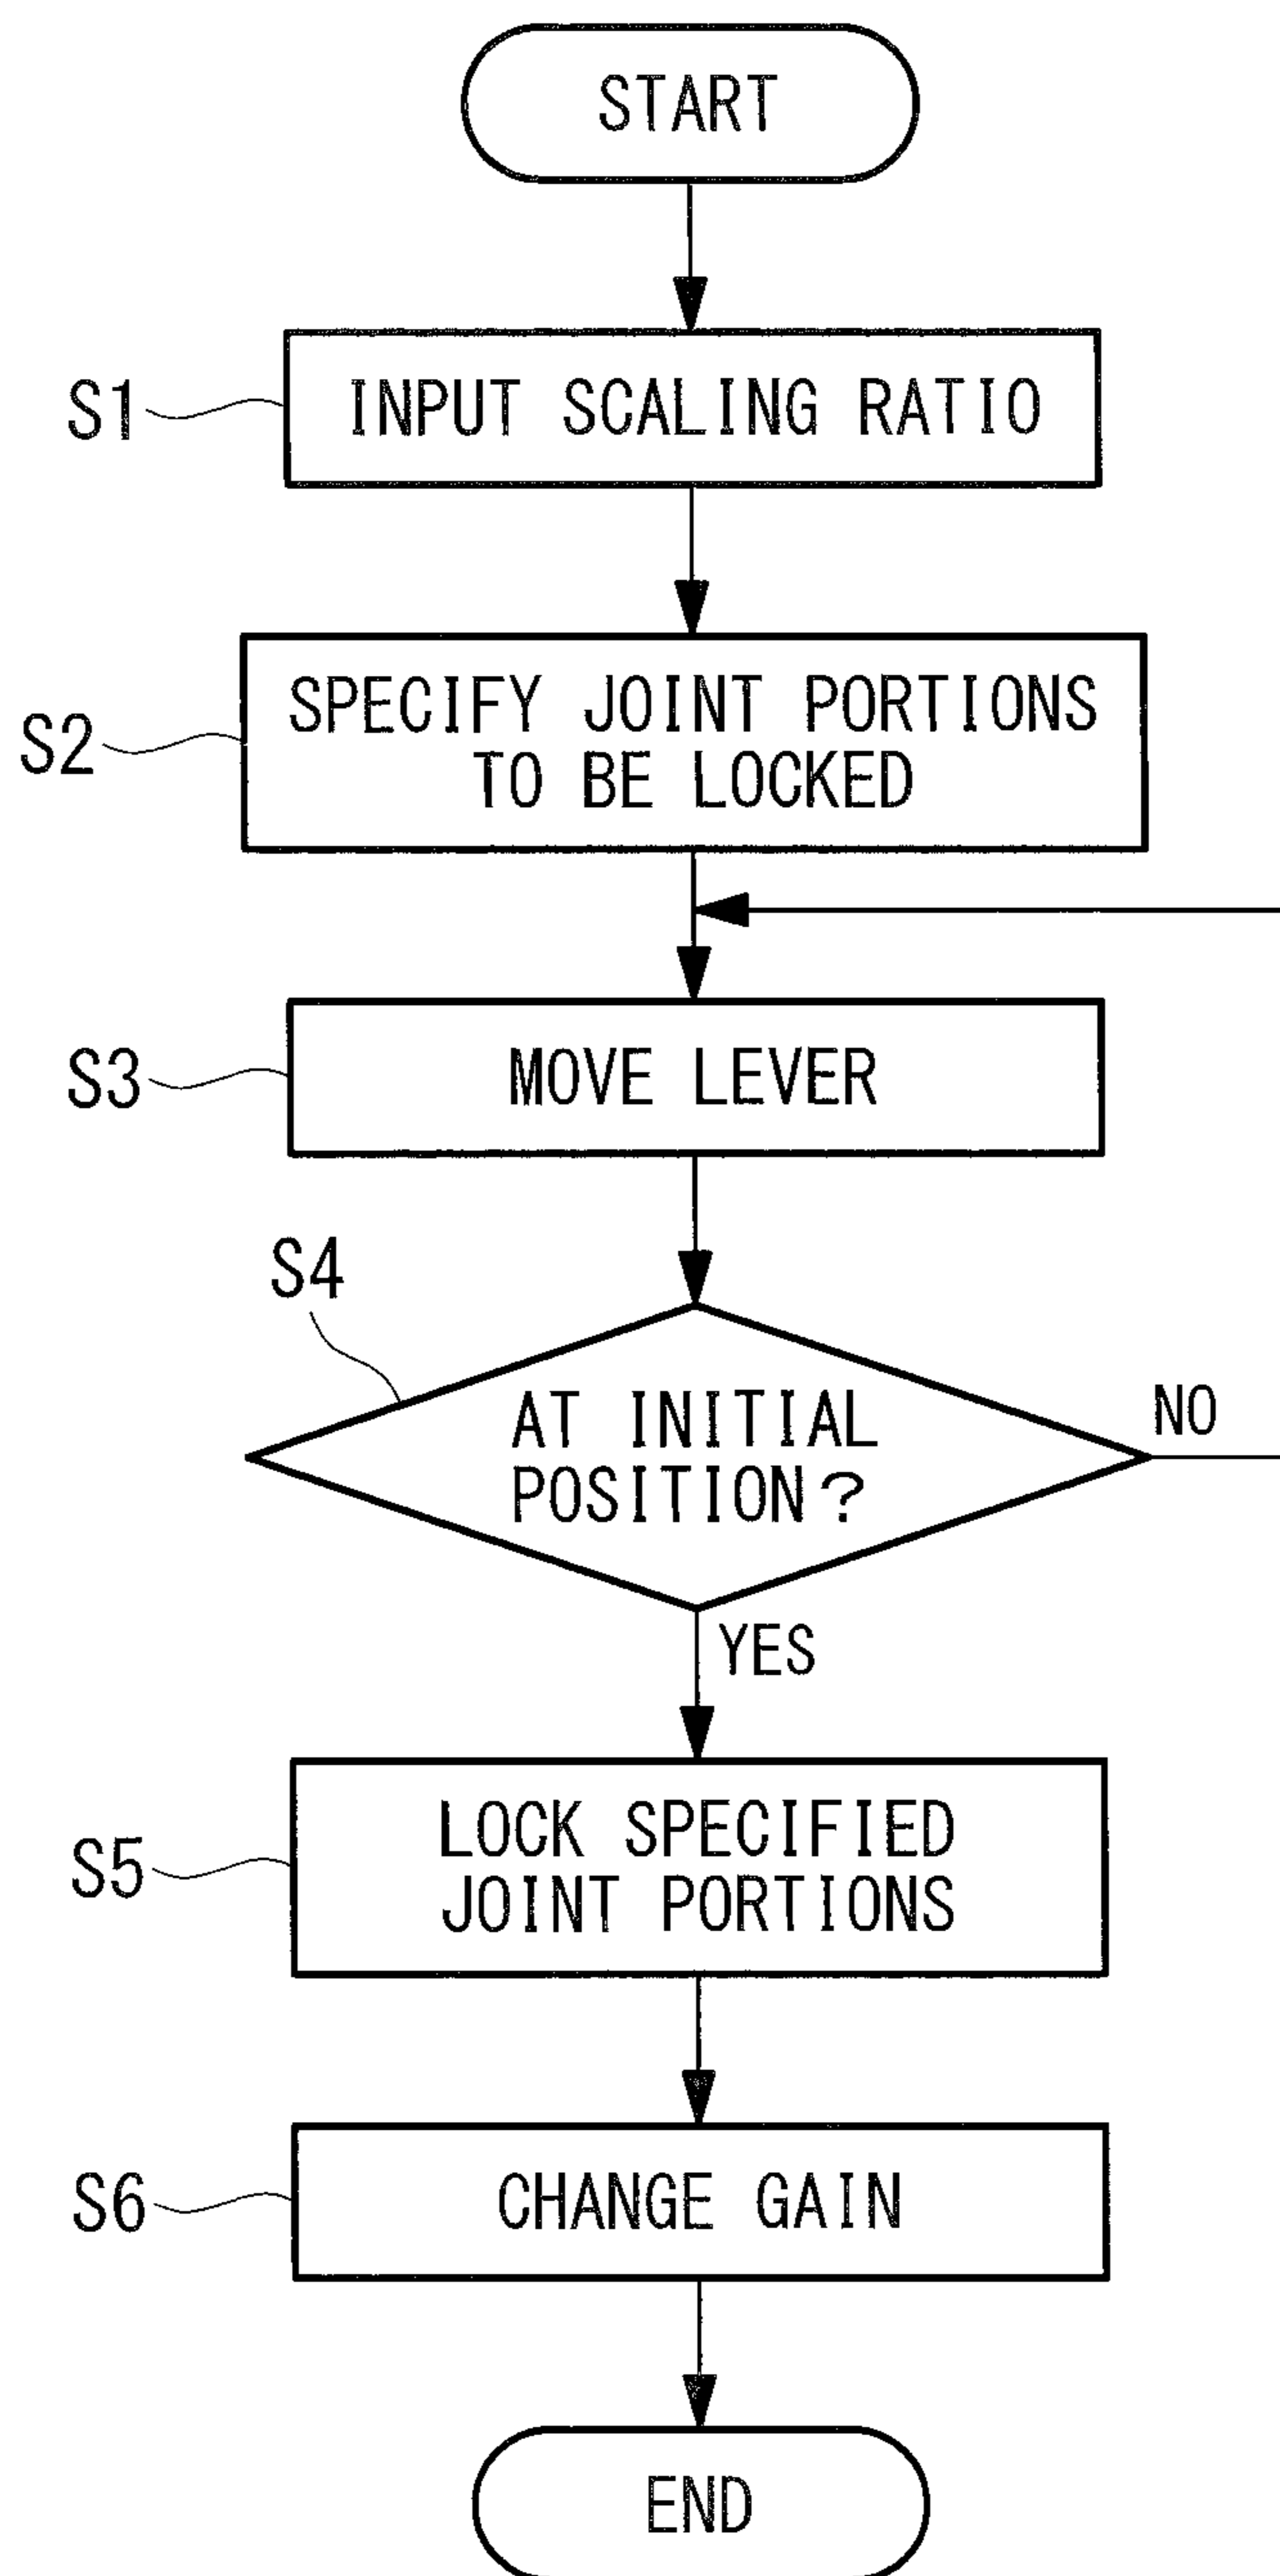 START
S1
INPUT SCALING RATIO
S2
SPECIFY JOINT PORTIONS
TO BE LOCKED
S3
MOVE LEVER
S4
AT INITIAL
POSITION?
NO
YES
S5
LOCK SPECIFIED
JOINT PORTIONS
S6
CHANGE GAIN
END